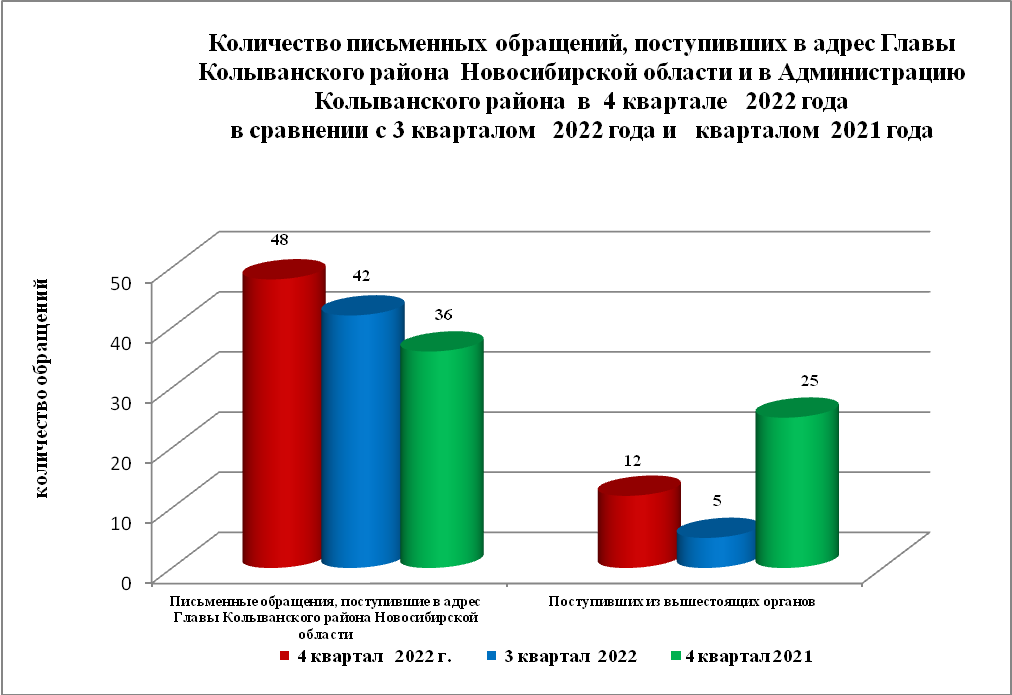 Количество письменных обращений, поступивших в адрес Главы
Колыванского района Новосибирской области и в Администрацию
Колыванского района в 4 квартале 2022 года
в сравнении с 3 кварталом 2022 года и кварталом 2021 года
количество обращений
50
40
30
20
10
0
48
42
36
12
5
25
Письменные обращения, поступившие в адрес
Главы Колыванского района Новосибирской
области
Поступивших из вышестоящих органов
4 квартал 2022 г.
3 квартал 2022
4 квартал 2021